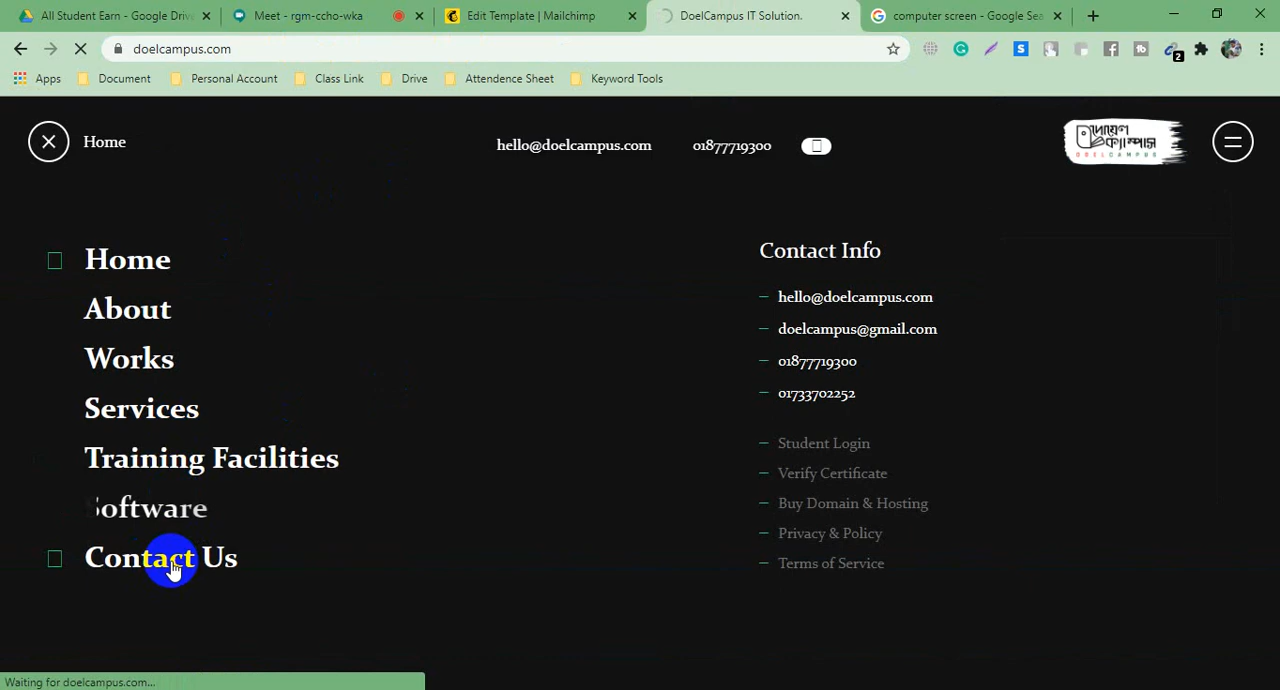 All Student Earn - Google Driv
Meet - rgm-ccho-wka
Edit Template | Mailchimp
DoelCampus IT Solution.
computer screen - Google Sea
doelcampus.com
2
Apps
Document
Personal Account
Class Link
Drive
Attendence Sheet
Keyword Tools
Home
hello@doelcampus.com
01877719300
দোয়েল
ক্যাম্পাস
DOELCAMPUS
Home
About
Works
Services
Training Facilities
Software
Contact Us
Contact Info
hello@doelcampus.com
doelcampus@gmail.com
01877719300
01733702252
Student Login
Verify Certificate
Buy Domain & Hosting
Privacy & Policy
Terms of Service
Waiting for doelcampus.com...